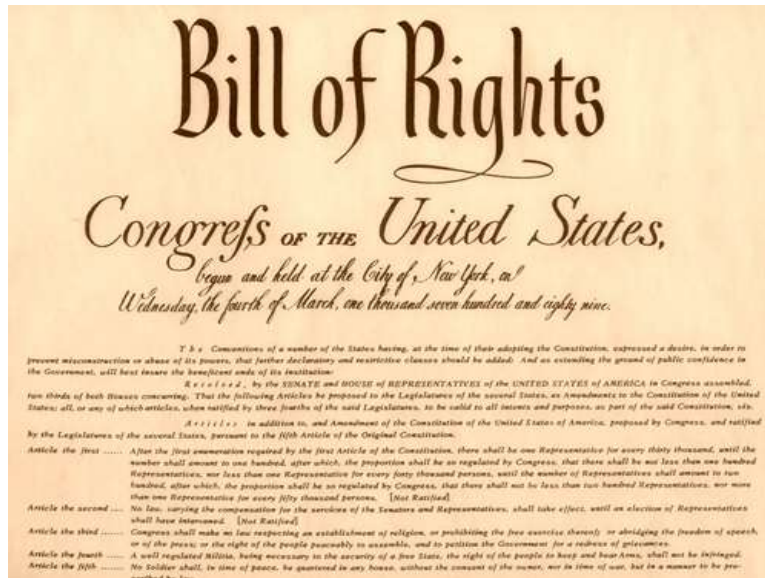 Bill of Rights
Congreſs OF THE United States,
begun and held at the City of New York, on
Wednesday, the fourth of March, one thousand seven hundred and eighty nine.
The Conventions of a number of the States having, at the time of their adopting the Constitution, expressed a desire, in order to
prevent misconstruction or abuse of its powers, that further declaratory and restrictive clauses should be added: And as extending the ground of public confidence in
the Government, will best insure the beneficent ends of its institution:
Resolved, by the SENATE and HOUSE of REPRESENTATIVES of the UNITED STATES of AMERICA in Congress assembled,
two thirds of both Houses concurring. That the following Articles be proposed to the Legislatures of the several States, as Amendments to the Constitution of the United
States; all, or any of which articles, when ratified by three fourths of the said Legislatures, to be valid to all intents and purposes, as part of the said Constitution, viz.
Articles in addition to, and Amendment of the Constitution of the United States of America, proposed by Congress, and ratified
by the Legislatures of the several States, pursuant to the fifth Article of the Original Constitution.
Article the first ...... After the first enumeration required by the first Article of the Constitution, there shall be one Representative for every thirty thousand, until the
number shall amount to one hundred, after which, the proportion shall be so regulated by Congress, that there shall be not less than one hundred
Representatives, nor less than one Representative for every forty thousand persons, until the number of Representatives shall amount to two
hundred, after which, the proportion shall be so regulated by Congress, that there shall not be less than two hundred Representatives, nor more
than one Representative for every fifty thousand persons. [Not Ratified]
Article the second .... No law, varying the compensation for the services of the Senators and Representatives, shall take effect, until an election of Representatives
shall have intervened. [Not Ratified]
Article the third ....... Congress shall make no law respecting an establishment of religion, or prohibiting the free exercise thereof; or abridging the freedom of speech,
or of the press; or the right of the people peaceably to assemble, and to petition the Government for a redress of grievances.
Article the fourth ..... A well regulated Militia, being necessary to the security of a free State, the right of the people to keep and bear Arms, shall not be infringed.
Article the fifth ...... No Soldier shall, in time of peace, be quartered in any house, without the consent of the owner, nor in time of war, but in a manner to be pre-